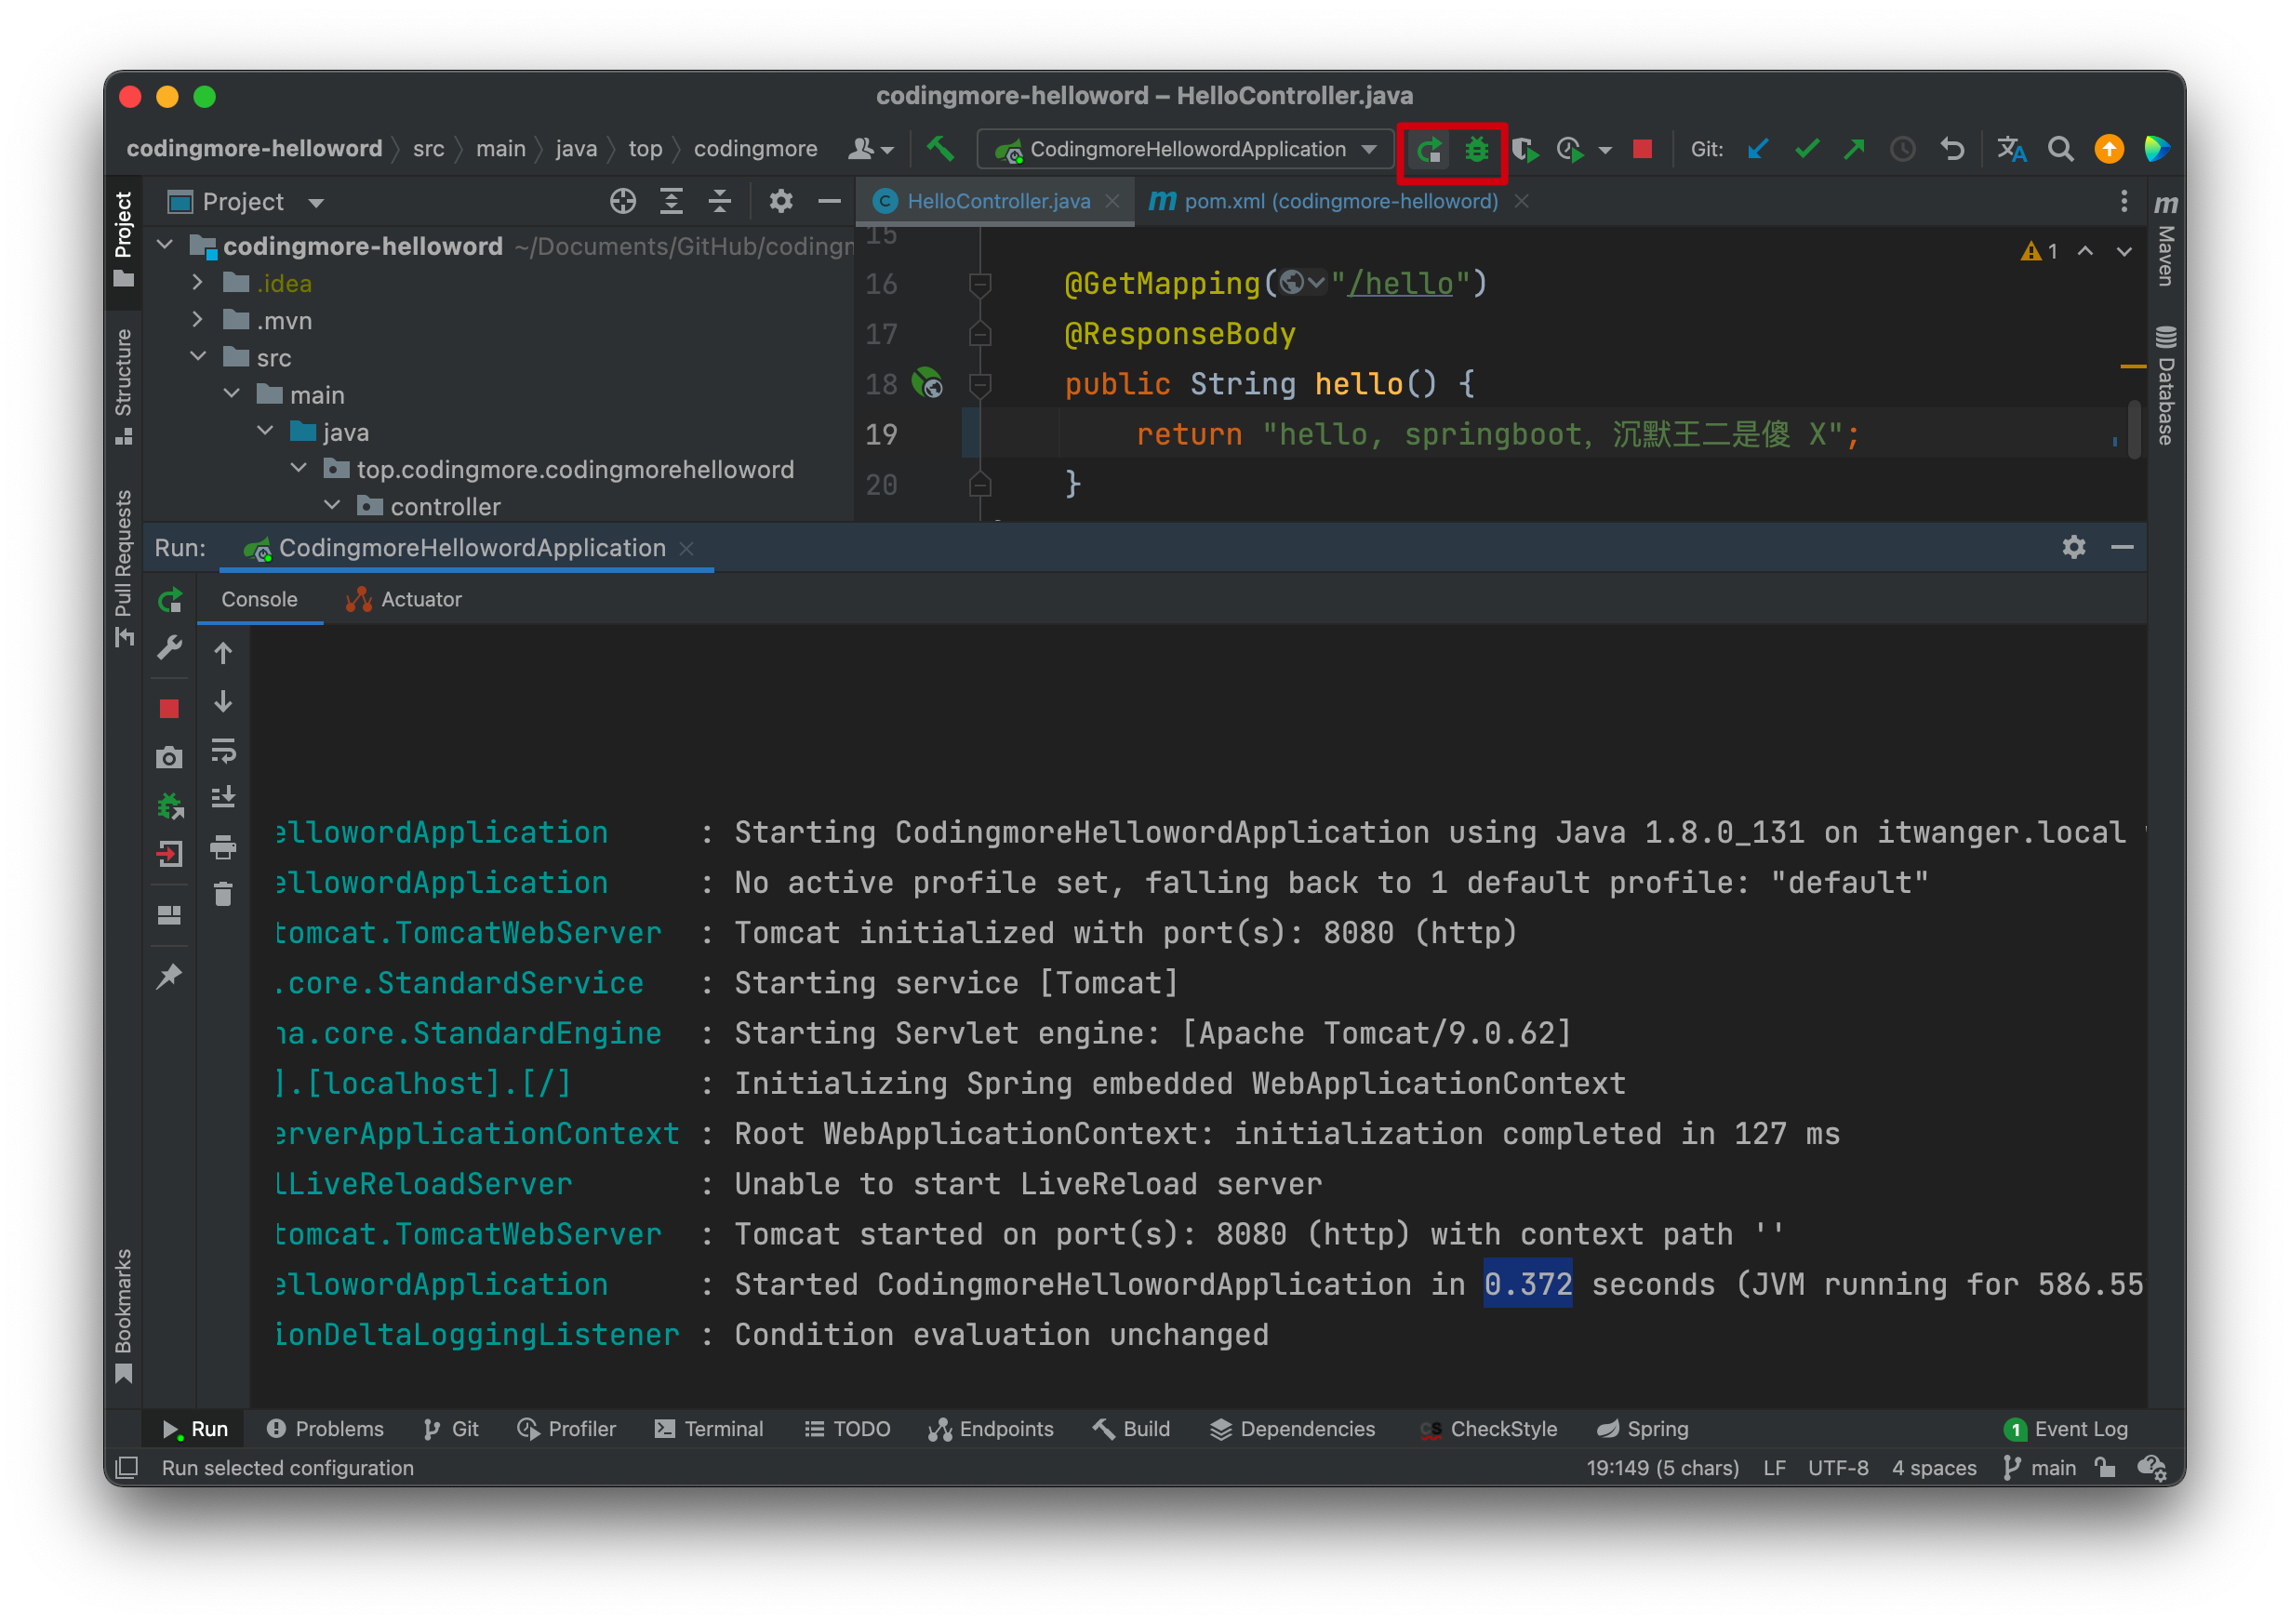 codingmore-helloword – HelloController.java
codingmore-helloword src main java top codingmore
CodingmoreHellowordApplication
Git:
Project
HelloController.java
pom.xml (codingmore-helloword)
Project
Structure
Pull Requests
Bookmarks
Maven
Database
codingmore-helloword ~/Documents/GitHub/coding
.idea
.mvn
src
main
java
top.codingmore.codingmorehelloword
controller
1
15
16 @GetMapping("/hello")
17 @ResponseBody
18 public String hello() {
19 return "hello, springboot，沉默王二是傻 X";
20 }
Run: CodingmoreHellowordApplication
Console Actuator
ellowordApplication : Starting CodingmoreHellowordApplication using Java 1.8.0_131 on itwanger.local
ellowordApplication : No active profile set, falling back to 1 default profile: "default"
tomcat.TomcatWebServer : Tomcat initialized with port(s): 8080 (http)
.core.StandardService : Starting service [Tomcat]
na.core.StandardEngine : Starting Servlet engine: [Apache Tomcat/9.0.62]
].[localhost].[/] : Initializing Spring embedded WebApplicationContext
erverApplicationContext : Root WebApplicationContext: initialization completed in 127 ms
lLiveReloadServer : Unable to start LiveReload server
tomcat.TomcatWebServer : Tomcat started on port(s): 8080 (http) with context path ''
ellowordApplication : Started CodingmoreHellowordApplication in 0.372 seconds (JVM running for 586.55
ionDeltaLoggingListener : Condition evaluation unchanged
Run Problems Git Profiler Terminal TODO Endpoints Build Dependencies CheckStyle Spring 1 Event Log
Run selected configuration 19:149 (5 chars) LF UTF-8 4 spaces main